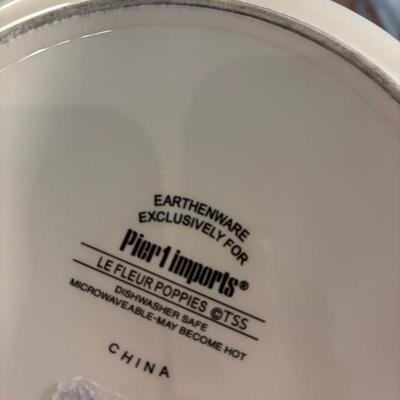 EARTHENWARE
EXCLUSIVELY FOR
Pier1 imports®
LE FLEUR POPPIES ©TSS
DISHWASHER SAFE
MICROWAVEABLE-MAY BECOME HOT
CHINA